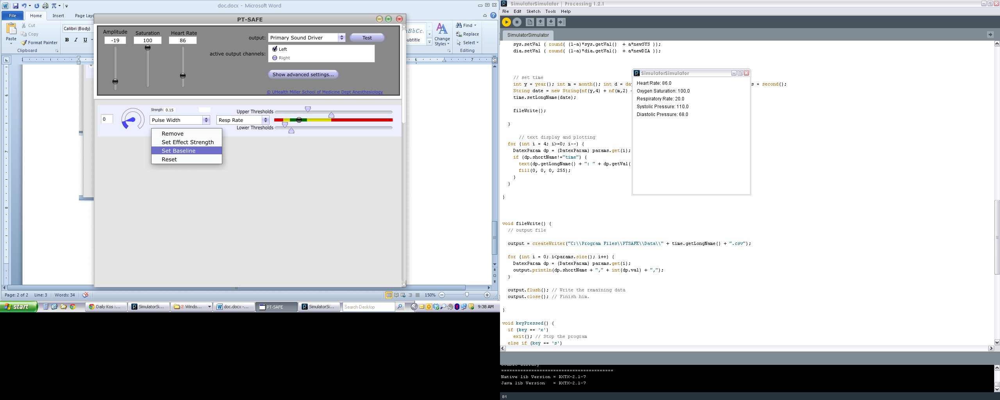 doc.docx - Microsoft Word
File Home Insert Page Layo
Paste
Cut
Copy
Format Painter
Clipboard
Calibri (Body)
B I U
Subtitle
Change Styles
Find
Replace
Select
Editing
PT-SAFE
Amplitude Saturation Heart Rate
-19 100 86
output: Primary Sound Driver Test
active output channels: Left
Right
Show advanced settings...
© UHealth Miller School of Medicine Dept Anesthesiology
Strength: 0.15
0 Pulse Width Resp Rate
Upper Thresholds
Lower Thresholds
Remove
Set Effect Strength
Set Baseline
Reset
1 6 7
6
7
8
Page: 2 of 2 Line: 3 Words: 34 150%
start Daily Kos :... SimulatorSi... 2 Windo... doc.docx -... PT-SAFE SimulatorSi... Search Desktop 9:38 AM
SimulatorSimulator | Processing 1.2.1
File Edit Sketch Tools Help
SimulatorSimulator
sys.setVal ( round( (1-a)*sys.getVal() + a*newSYS ));
dia.setVal ( round( (1-a)*dia.getVal() + a*newDIA ));
// set time
int y = year(); int m = month(); int d = day s = second();
String date = new String(nf(y,4) + nf(m,2)
time.setLongName(date);
fileWrite();
}
// text display and plotting
for (int i = 4; i>=0; i--) {
DatexParam dp = (DatexParam) params.get(i);
if (dp.shortName!="time") {
text(dp.getLongName() + ": " + dp.getVal(
fill(0, 0, 0, 255);
}
}
}
SimulatorSimulator
Heart Rate: 86.0
Oxygen Saturation: 100.0
Respiratory Rate: 20.0
Systolic Pressure: 110.0
Diastolic Pressure: 68.0
void fileWrite() {
// output file
output = createWriter("C:\\Program Files\\PTSAFE\\Data\\" + time.getLongName() + ".csv");
for (int i = 0; i<params.size(); i++) {
DatexParam dp = (DatexParam) params.get(i);
output.println(dp.shortName + "," + int(dp.val) + ",");
}
output.flush(); // Write the remaining data
output.close(); // Finish him.
}
void keyPressed() {
if (key == 'x')
exit(); // Stop the program
else if (key == 's')
=========================================
Native lib Version = RXTX-2.1-7
Java lib Version = RXTX-2.1-7
81